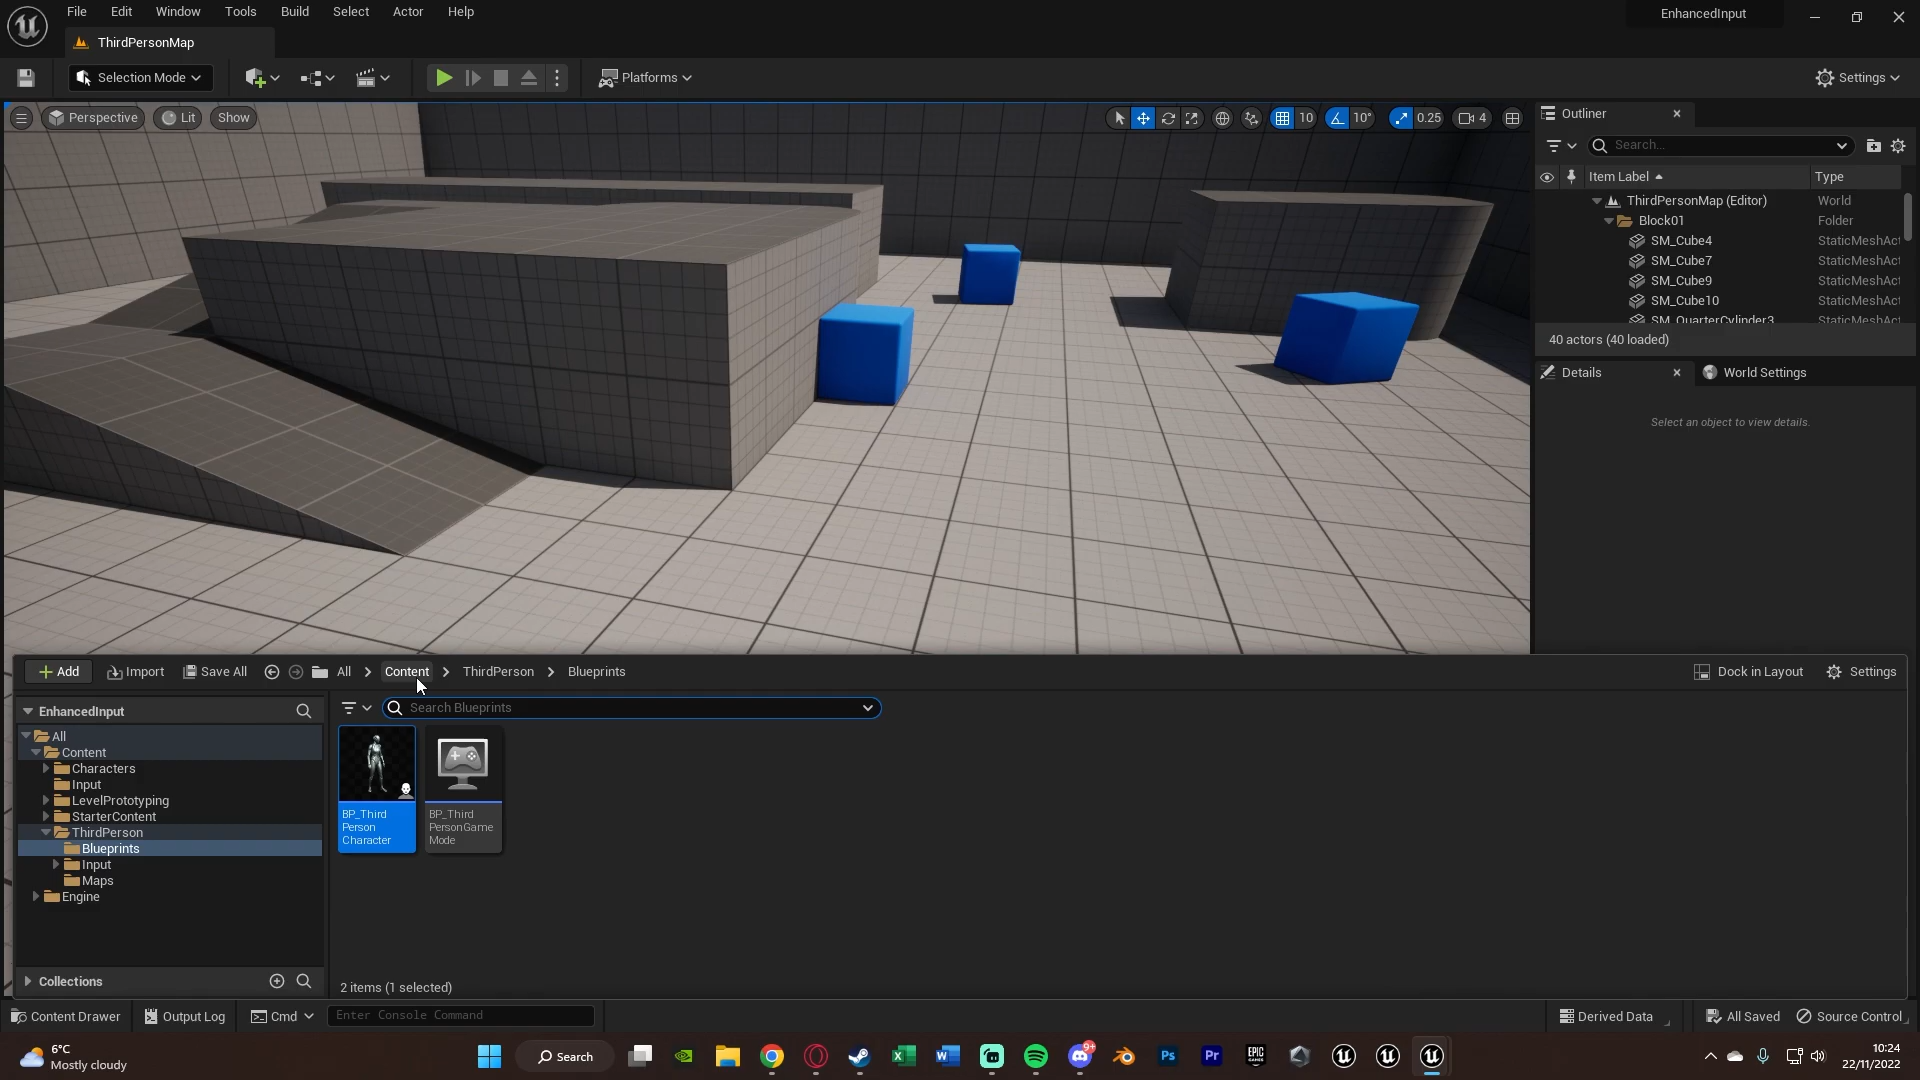 File Edit Window Tools Build Select Actor Help
EnhancedInput
ThirdPersonMap
Selection Mode
Platforms
Settings
Perspective Lit Show
10 10° 0.25 4
Outliner
Search...
Item Label Type
ThirdPersonMap (Editor) World
Block01 Folder
SM_Cube4 StaticMeshAct
SM_Cube7 StaticMeshAct
SM_Cube9 StaticMeshAct
SM_Cube10 StaticMeshAct
SM_QuarterCylinder3 StaticMeshAct
40 actors (40 loaded)
Details World Settings
Select an object to view details.
Add Import Save All All Content ThirdPerson Blueprints
Dock in Layout Settings
EnhancedInput
Search Blueprints
All
Content
Characters
Input
LevelPrototyping
StarterContent
ThirdPerson
Blueprints
Input
Maps
Engine
BP_Third
Person
Character
BP_Third
PersonGame
Mode
Collections
2 items (1 selected)
Content Drawer Output Log Cmd Enter Console Command
Derived Data All Saved Source Control
6°C
Mostly cloudy
Search
9+
10:24
22/11/2022